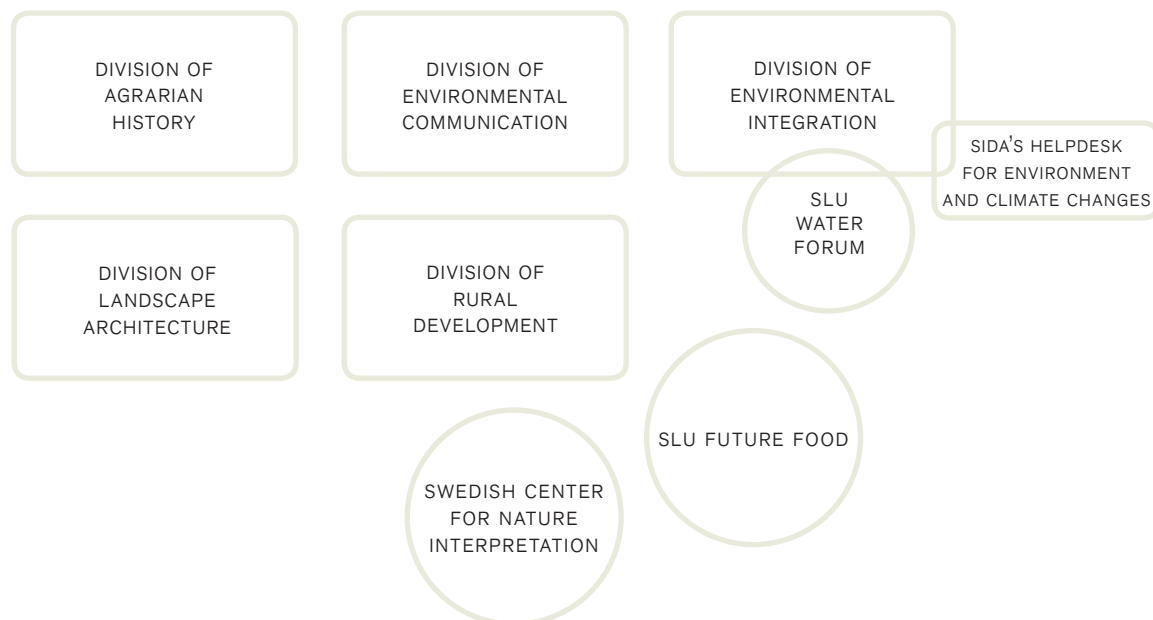 DIVISION OF
AGRARIAN
HISTORY
DIVISION OF
ENVIRONMENTAL
COMMUNICATION
DIVISION OF
ENVIRONMENTAL
INTEGRATION
SIDA'S HELPDESK
FOR ENVIRONMENT
AND CLIMATE CHANGES
SLU
WATER
FORUM
DIVISION OF
LANDSCAPE
ARCHITECTURE
DIVISION OF
RURAL
DEVELOPMENT
SLU FUTURE FOOD
SWEDISH CENTER
FOR NATURE
INTERPRETATION